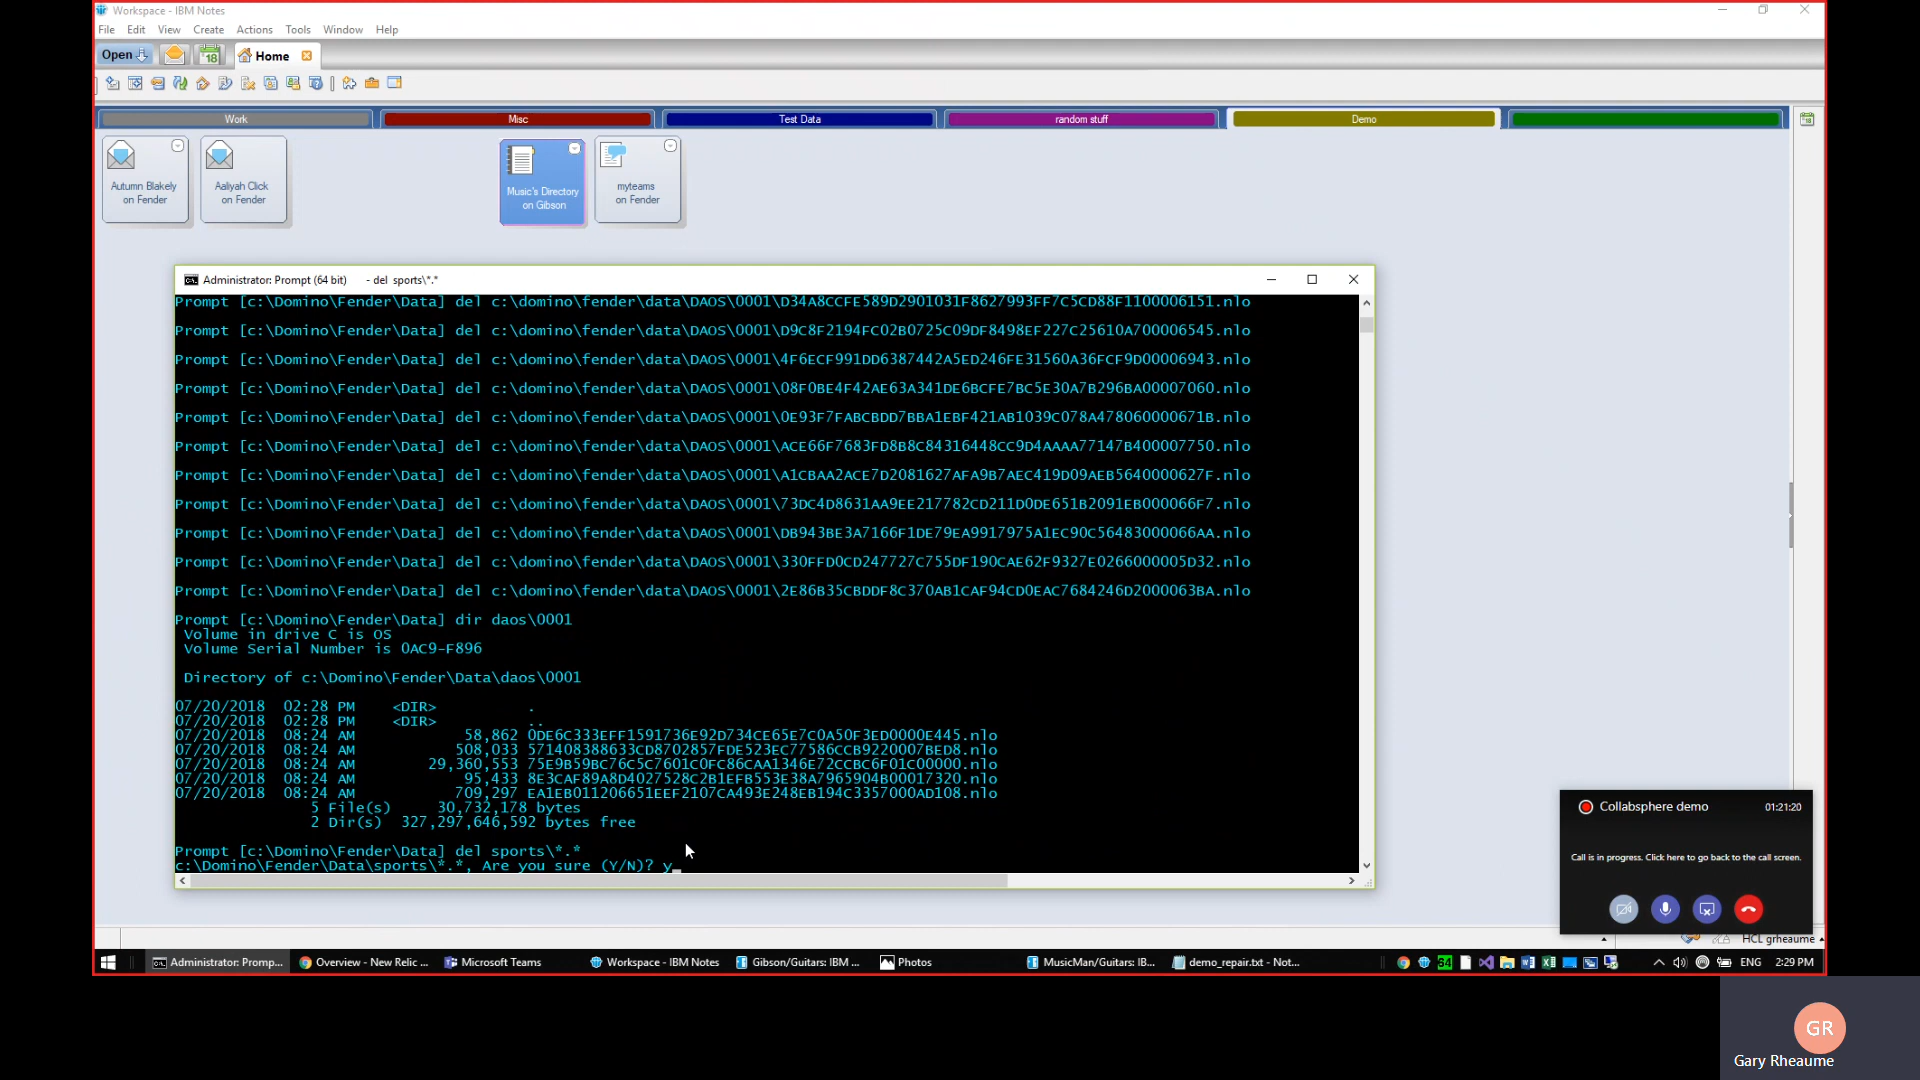 Workspace - IBM Notes
File Edit View Create Actions Tools Window Help
Open 18 Home
Work Misc Test Data random stuff Demo
Autumn Blakely
on Fender
Aaliyah Click
on Fender
Music's Directory
on Gibson
myteams
on Fender
Administrator: Prompt (64 bit) - del sports\*.*
Prompt [c:\Domino\Fender\Data] del c:\domino\fender\data\DAOS\0001\D34A8CCFE589D2901031F8627993FF7C5CD88F1100006151.nlo
Prompt [c:\Domino\Fender\Data] del c:\domino\fender\data\DAOS\0001\D9C8F2194FC02B0725C09DF8498EF227C25610A700006545.nlo
Prompt [c:\Domino\Fender\Data] del c:\domino\fender\data\DAOS\0001\4F6ECF991DD6387442A5ED246FE31560A36FCF9D00006943.nlo
Prompt [c:\Domino\Fender\Data] del c:\domino\fender\data\DAOS\0001\08F0BE4F42AE63A341DE6BCFE7BC5E30A7B296BA00007060.nlo
Prompt [c:\Domino\Fender\Data] del c:\domino\fender\data\DAOS\0001\0E93F7FABCBDD7BBA1EBF421AB1039C078A478060000671B.nlo
Prompt [c:\Domino\Fender\Data] del c:\domino\fender\data\DAOS\0001\ACE66F7683FD8B8C84316448CC9D4AAAA77147B400007750.nlo
Prompt [c:\Domino\Fender\Data] del c:\domino\fender\data\DAOS\0001\A1CBAA2ACE7D2081627AFA9B7AEC419D09AEB5640000627F.nlo
Prompt [c:\Domino\Fender\Data] del c:\domino\fender\data\DAOS\0001\73DC4D8631AA9EE217782CD211D0DE651B2091EB000066F7.nlo
Prompt [c:\Domino\Fender\Data] del c:\domino\fender\data\DAOS\0001\DB943BE3A7166F1DE79EA9917975A1EC90C56483000066AA.nlo
Prompt [c:\Domino\Fender\Data] del c:\domino\fender\data\DAOS\0001\330FFD0CD247727C755DF190CAE62F9327E0266000005D32.nlo
Prompt [c:\Domino\Fender\Data] del c:\domino\fender\data\DAOS\0001\2E86B35CBDDF8C370AB1CAF94CD0EAC7684246D2000063BA.nlo
Prompt [c:\Domino\Fender\Data] dir daos\0001
Volume in drive C is OS
Volume Serial Number is 0AC9-F896
Directory of c:\Domino\Fender\Data\daos\0001
07/20/2018 02:28 PM <DIR> .
07/20/2018 02:28 PM <DIR> ..
07/20/2018 08:24 AM 58,862 0DE6C333EFF1591736E92D734CE65E7C0A50F3ED0000E445.nlo
07/20/2018 08:24 AM 508,033 571408388633CD8702857FDE523EC77586CCB9220007BED8.nlo
07/20/2018 08:24 AM 29,360,553 75E9B59BC76C5C7601C0FC86CAA1346E72CCBC6F01C00000.nlo
07/20/2018 08:24 AM 95,433 8E3CAF89A8D4027528C2B1EFB553E38A7965904B00017320.nlo
07/20/2018 08:24 AM 709,297 EA1EB011206651EEF2107CA493E248EB194C3357000AD108.nlo
5 File(s) 30,732,178 bytes
2 Dir(s) 327,297,646,592 bytes free
Prompt [c:\Domino\Fender\Data] del sports\*.*
c:\Domino\Fender\Data\sports\*.*, Are you sure (Y/N)? y
Collabsphere demo 01:21:20
Call is in progress. Click here to go back to the call screen.
HCL grheaume
Administrator: Promp... Overview - New Relic ... Microsoft Teams Workspace - IBM Notes Gibson/Guitars: IBM ... Photos MusicMan/Guitars: IB... demo_repair.txt - Not... 64 ENG 2:29 PM
GR
Gary Rheaume